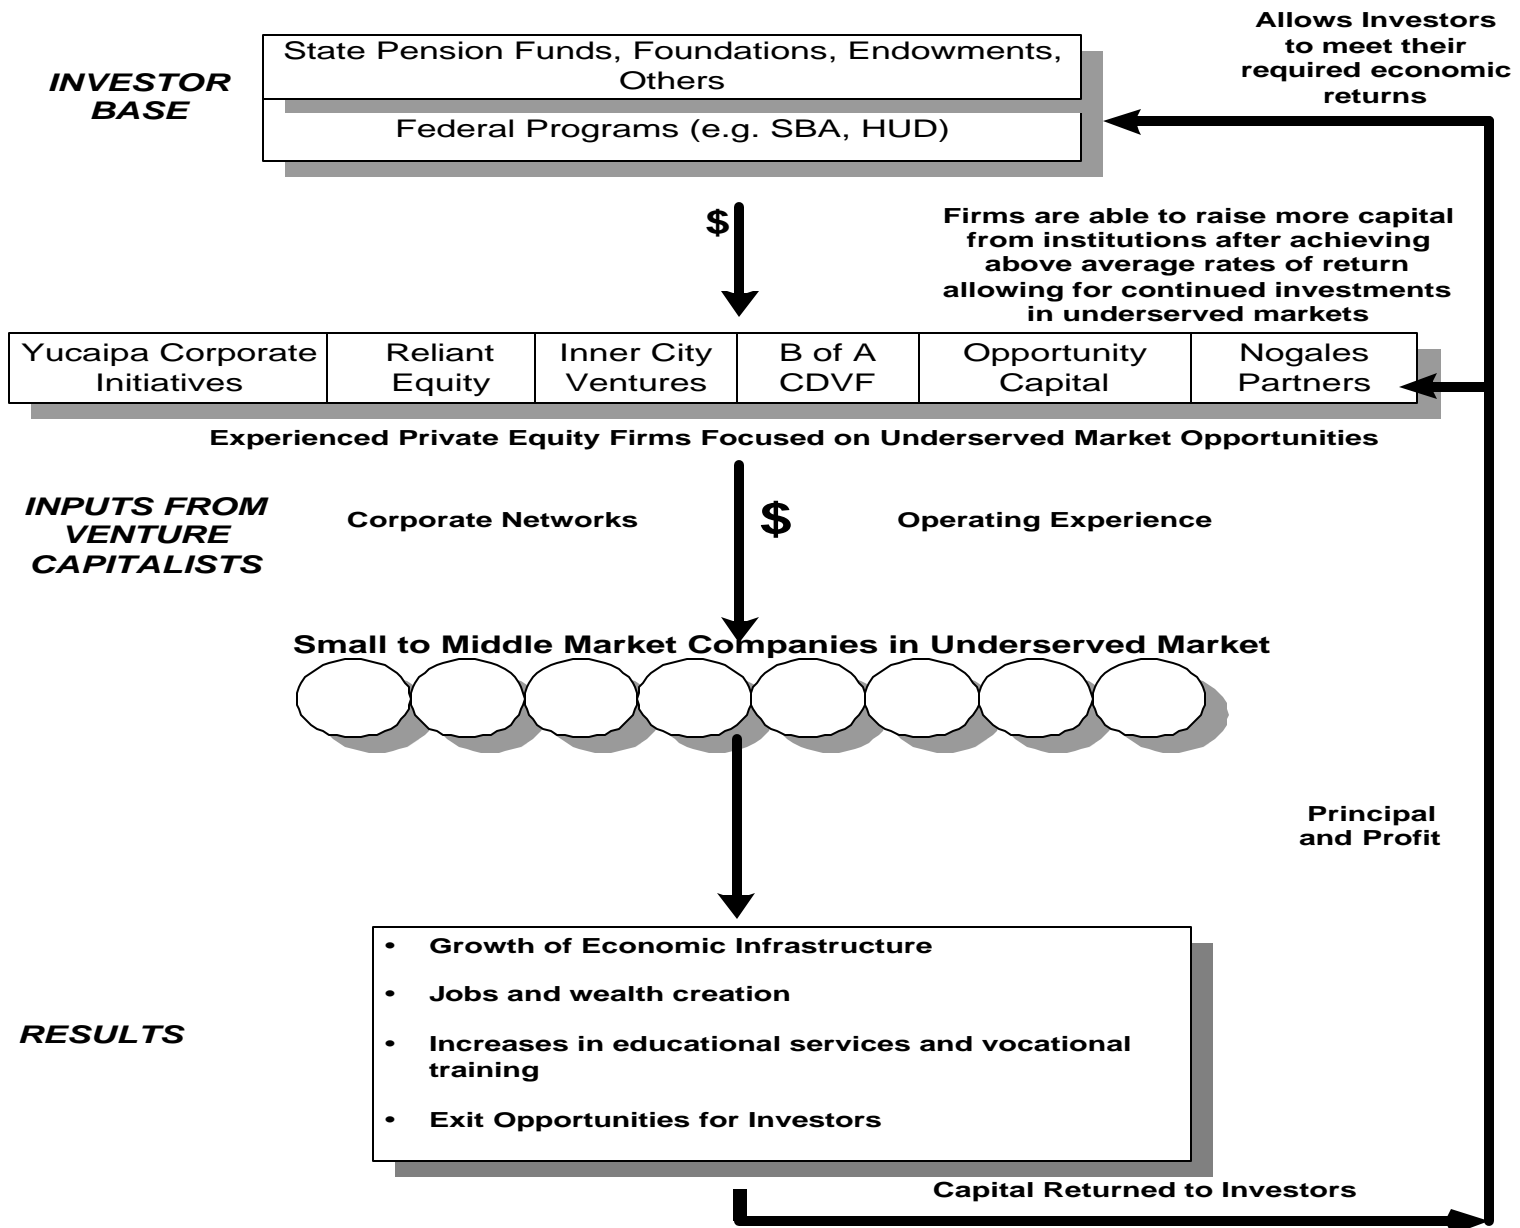 Allows Investors
to meet their
required economic
returns
INVESTOR
BASE
State Pension Funds, Foundations, Endowments,
Others
Federal Programs (e.g. SBA, HUD)
$
Firms are able to raise more capital
from institutions after achieving
above average rates of return
allowing for continued investments
in underserved markets
Yucaipa Corporate
Initiatives
Reliant
Equity
Inner City
Ventures
B of A
CDVF
Opportunity
Capital
Nogales
Partners
Experienced Private Equity Firms Focused on Underserved Market Opportunities
INPUTS FROM
VENTURE
CAPITALISTS
Corporate Networks
$
Operating Experience
Small to Middle Market Companies in Underserved Market
Principal
and Profit
RESULTS
• Growth of Economic Infrastructure
• Jobs and wealth creation
• Increases in educational services and vocational
training
• Exit Opportunities for Investors
Capital Returned to Investors